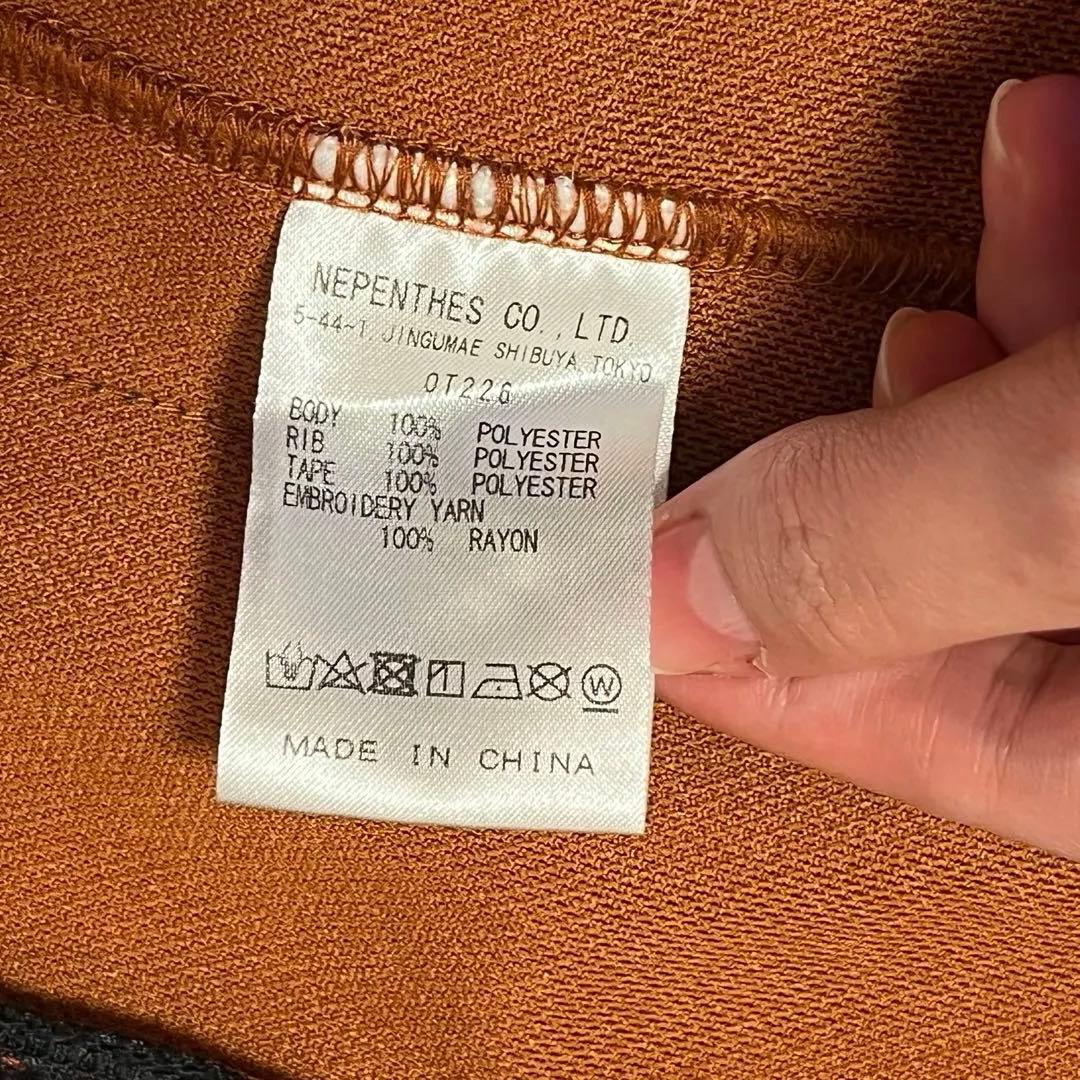 NEPENTHES CO.,LTD.
5-44-1, JINGUMAE SHIBUYA, TOKYO
OT226
BODY 100% POLYESTER
RIB 100% POLYESTER
TAPE 100% POLYESTER
EMBROIDERY YARN
100% RAYON
W
MADE IN CHINA